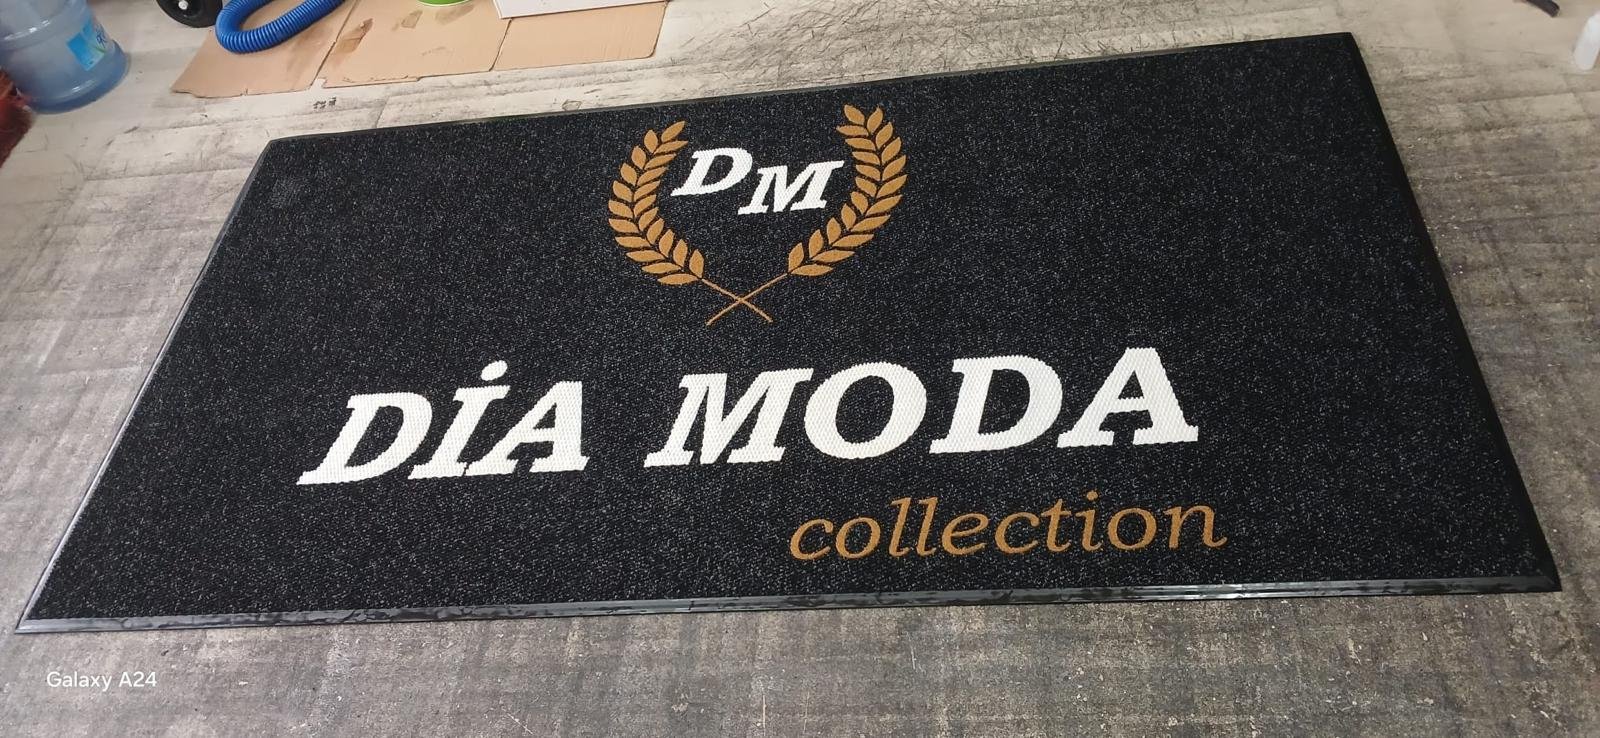 DM
DİA MODA
collection
Galaxy A24